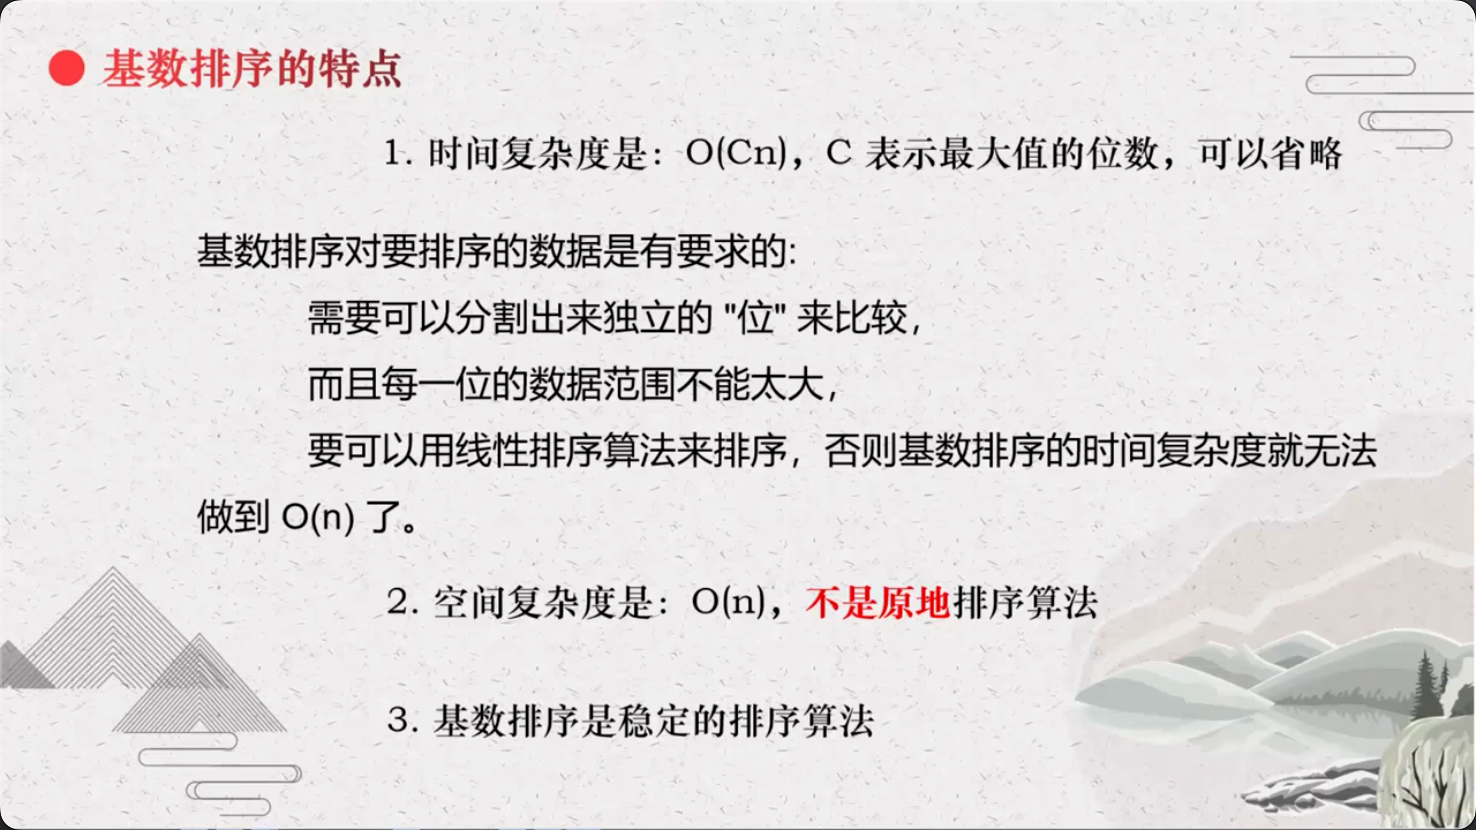 基数排序的特点
1. 时间复杂度是：O(Cn)，C 表示最大值的位数，可以省略
基数排序对要排序的数据是有要求的:
需要可以分割出来独立的 "位" 来比较，
而且每一位的数据范围不能太大，
要可以用线性排序算法来排序，否则基数排序的时间复杂度就无法
做到 O(n) 了。
2. 空间复杂度是：O(n)，不是原地排序算法
3. 基数排序是稳定的排序算法